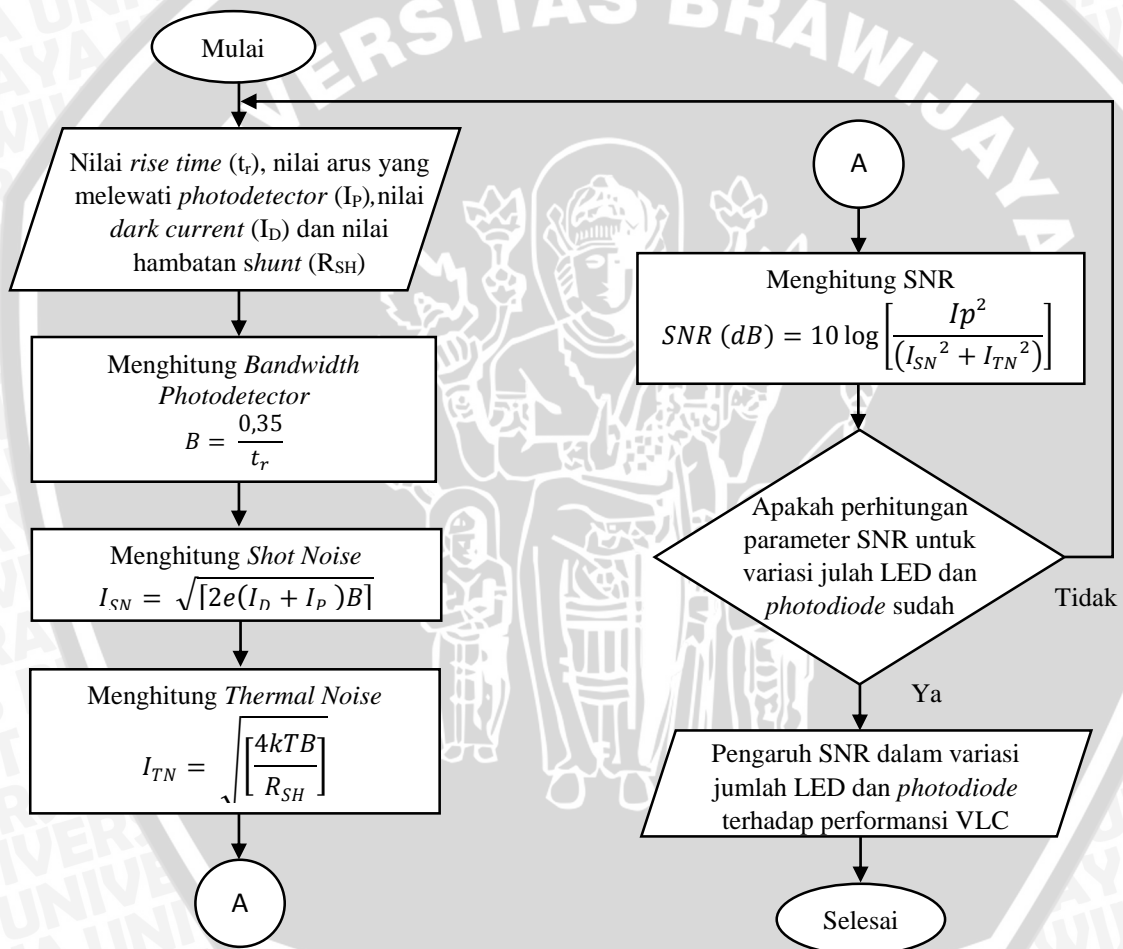 Mulai
Nilai rise time (tr), nilai arus yang
melewati photodetector (IP),nilai
dark current (ID) dan nilai
hambatan shunt (RSH)
Menghitung Bandwidth
Photodetector
B = 0,35 / tr
Menghitung Shot Noise
ISN = √[2e(ID + IP )B]
Menghitung Thermal Noise
ITN = √[4kTB / RSH]
A
A
Menghitung SNR
SNR (dB) = 10 log [Ip² / (ISN² + ITN²)]
Apakah perhitungan
parameter SNR untuk
variasi julah LED dan
photodiode sudah
Tidak
Ya
Pengaruh SNR dalam variasi
jumlah LED dan photodiode
terhadap performansi VLC
Selesai
VERSITAS BRAWIJAYA